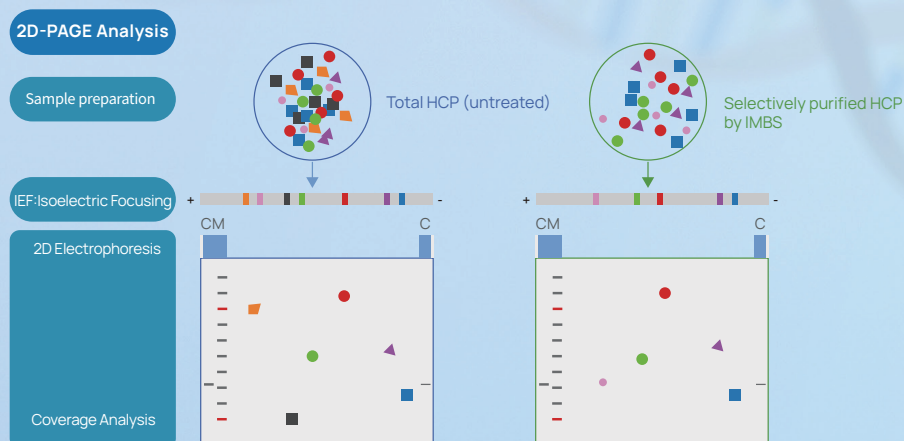 2D-PAGE Analysis
Sample preparation
Total HCP (untreated)
Selectively purified HCP
by IMBS
IEF:Isoelectric Focusing
+
-
+
-
CM
C
CM
C
2D Electrophoresis
Coverage Analysis